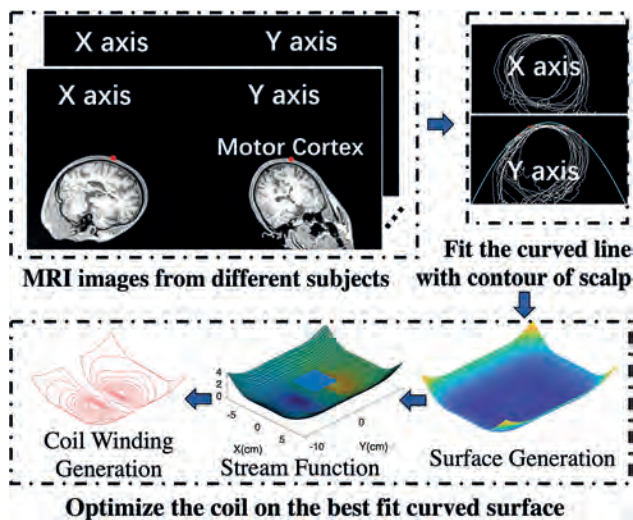 X axis
Y axis
X axis
Y axis
Motor Cortex
MRI images from different subjects
X axis
Y axis
Fit the curved line
with contour of scalp
Coil Winding
Generation
4
2
0
-5
0
5
X(cm)
-10
0
Y(cm)
Stream Function
Surface Generation
Optimize the coil on the best fit curved surface